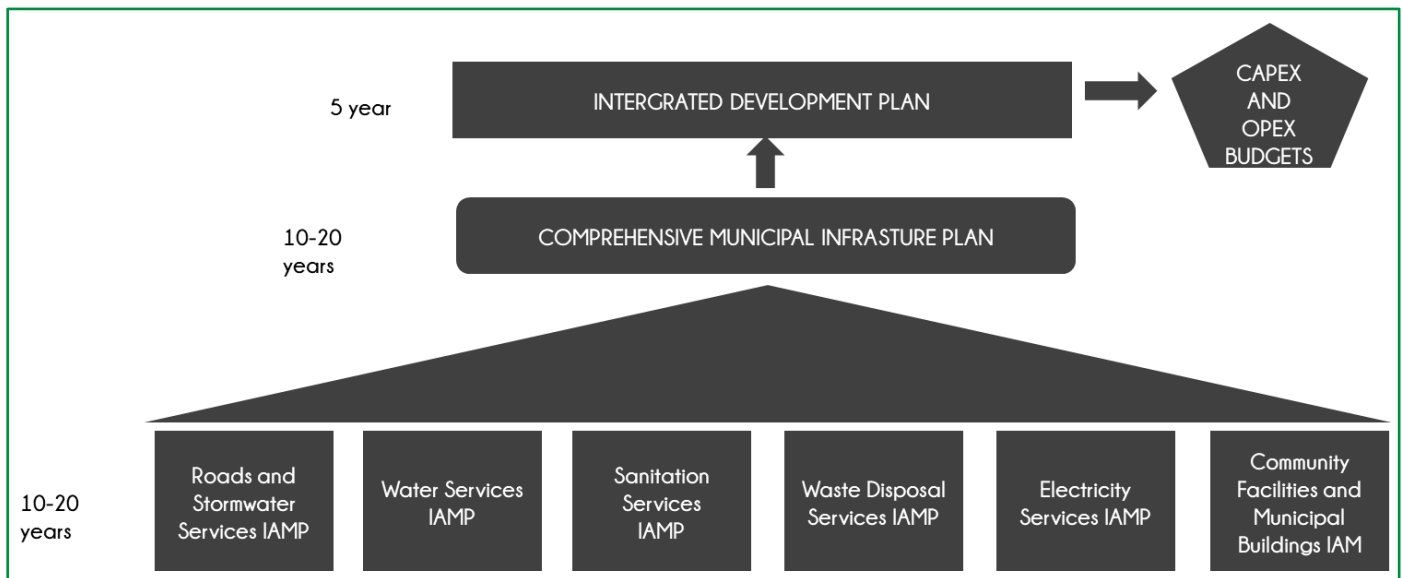 5 year
INTERGRATED DEVELOPMENT PLAN
CAPEX
AND
OPEX
BUDGETS
10-20
years
COMPREHENSIVE MUNICIPAL INFRASTURE PLAN
10-20
years
Roads and
Stormwater
Services IAMP
Water Services
IAMP
Sanitation
Services
IAMP
Waste Disposal
Services IAMP
Electricity
Services IAMP
Community
Facilities and
Municipal
Buildings IAM